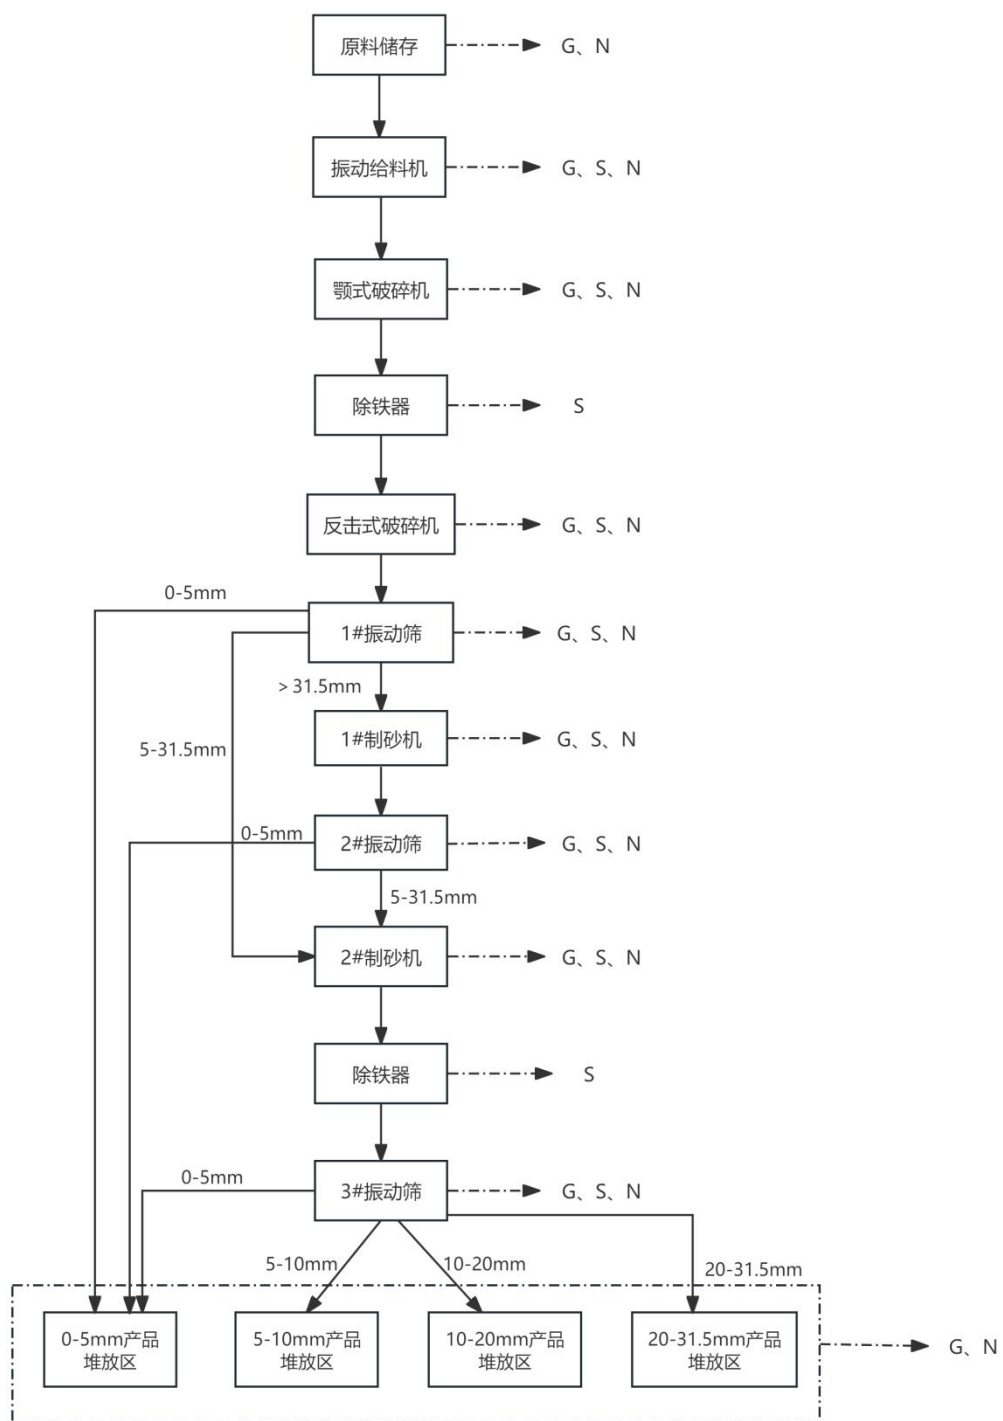 原料储存
G、N
振动给料机
G、S、N
颚式破碎机
G、S、N
除铁器
S
反击式破碎机
G、S、N
0-5mm
1#振动筛
G、S、N
＞31.5mm
1#制砂机
G、S、N
5-31.5mm
0-5mm
2#振动筛
G、S、N
5-31.5mm
2#制砂机
G、S、N
除铁器
S
0-5mm
3#振动筛
G、S、N
5-10mm
10-20mm
20-31.5mm
0-5mm产品
堆放区
5-10mm产品
堆放区
10-20mm产品
堆放区
20-31.5mm产品
堆放区
G、N